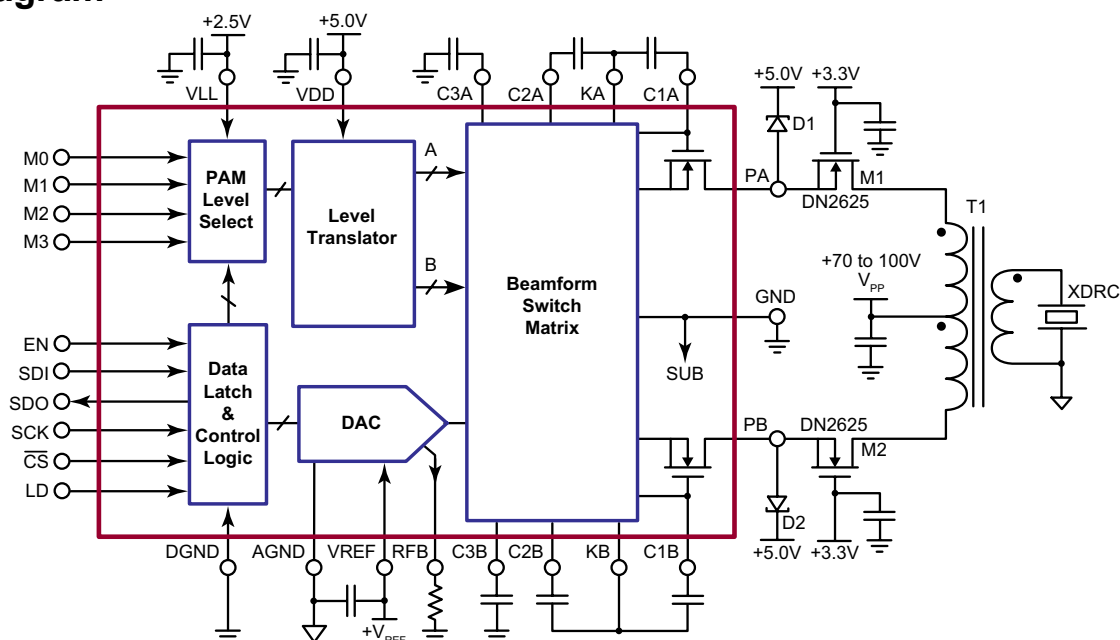 +2.5V
+5.0V
VLL
VDD
C3A
C2A
KA
C1A
+5.0V
+3.3V
D1
M0
M1
M2
M3
PAM
Level
Select
Level
Translator
A
B
Beamform
Switch
Matrix
PA
M1
DN2625
T1
+70 to 100V
VPP
XDRC
GND
SUB
EN
SDI
SDO
SCK
CS
LD
Data
Latch
&
Control
Logic
DAC
PB
DN2625
M2
D2
+5.0V
+3.3V
DGND
AGND
VREF
RFB
C3B
C2B
KB
C1B
+VREF